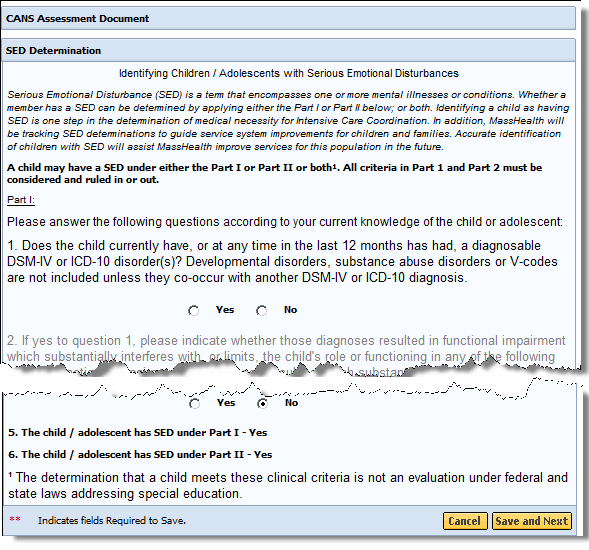 CANS Assessment Document
SED Determination
Identifying Children / Adolescents with Serious Emotional Disturbances
Serious Emotional Disturbance (SED) is a term that encompasses one or more mental illnesses or conditions. Whether a
member has a SED can be determined by applying either the Part I or Part II below; or both. Identifying a child as having
SED is one step in the determination of medical necessity for Intensive Care Coordination. In addition, MassHealth will
be tracking SED determinations to guide service system improvements for children and families. Accurate identification
of children with SED will assist MassHealth improve services for this population in the future.
A child may have a SED under either the Part I or Part II or both¹. All criteria in Part 1 and Part 2 must be
considered and ruled in or out.
Part I:
Please answer the following questions according to your current knowledge of the child or adolescent:
1. Does the child currently have, or at any time in the last 12 months has had, a diagnosable
DSM-IV or ICD-10 disorder(s)? Developmental disorders, substance abuse disorders or V-codes
are not included unless they co-occur with another DSM-IV or ICD-10 diagnosis.
Yes No
2. If yes to question 1, please indicate whether those diagnoses resulted in functional impairment
which substantially interferes with, or limits, the child's role or functioning in any of the following
Yes No
5. The child / adolescent has SED under Part I - Yes
6. The child / adolescent has SED under Part II - Yes
¹ The determination that a child meets these clinical criteria is not an evaluation under federal and
state laws addressing special education.
** Indicates fields Required to Save. Cancel Save and Next